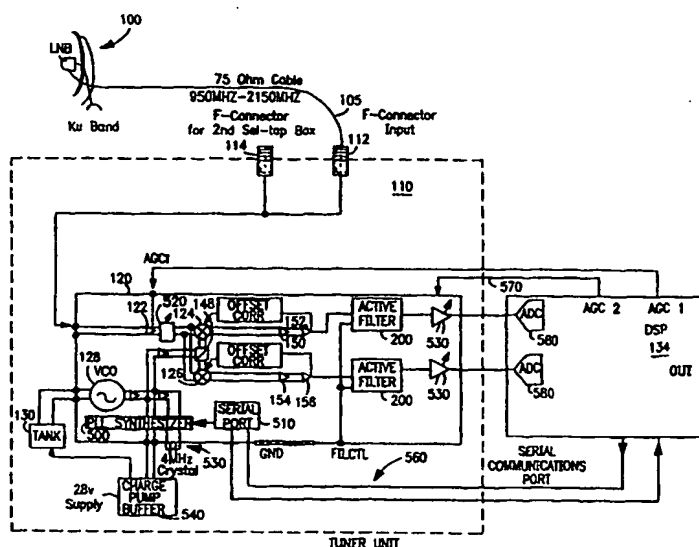 100
LNB
75 Ohm Cable
950MHZ-2150MHZ
105
Ku Band
F-Connector
for 2nd Sel-top Box
F-Connector
Input
114
112
110
AGC1
120
570
122
520
124
148
OFFSET
CORR
152
150
ACTIVE
FILTER
200
530
ADC
580
AGC 2
AGC 1
DSP
134
OUT
128
VCO
126
OFFSET
CORR
154
158
ACTIVE
FILTER
200
530
ADC
580
130
TANK
500
SYNTHESIZER
SERIAL
PORT
510
4MHz
Crystal
530
GND
FILCTL
560
SERIAL
COMMUNICATIONS
PORT
28v
Supply
CHARGE
PUMP
BUFFER
540
TUNER UNIT